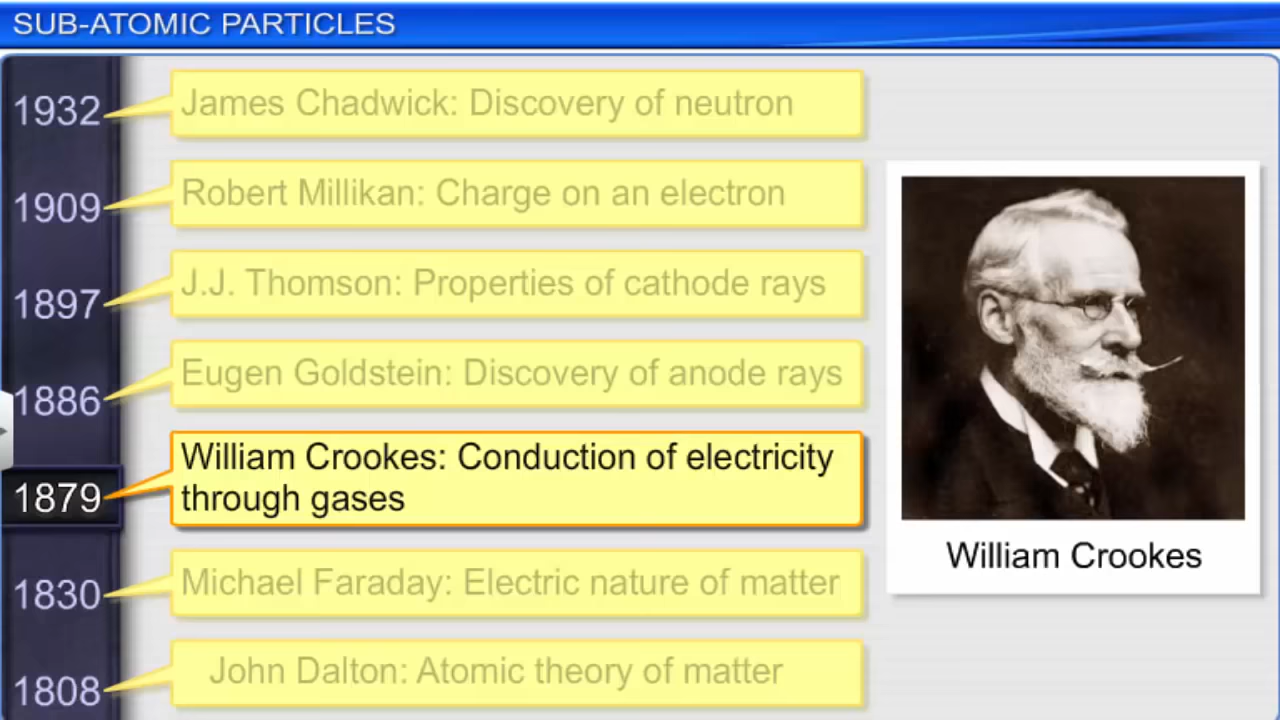 SUB-ATOMIC PARTICLES
1932
James Chadwick: Discovery of neutron
1909
Robert Millikan: Charge on an electron
1897
J.J. Thomson: Properties of cathode rays
1886
Eugen Goldstein: Discovery of anode rays
1879
William Crookes: Conduction of electricity
through gases
William Crookes
1830
Michael Faraday: Electric nature of matter
1808
John Dalton: Atomic theory of matter